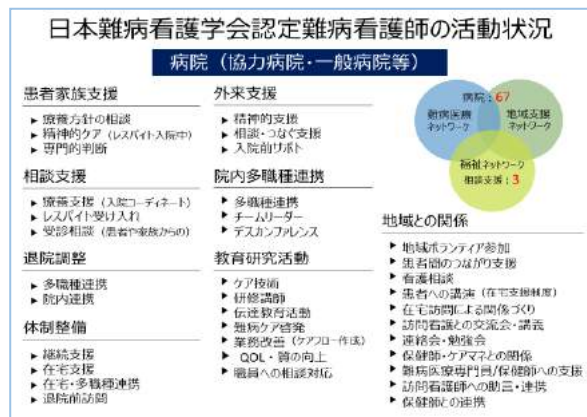 日本難病看護学会認定難病看護師の活動状況
病院（協力病院・一般病院等）
患者家族支援
▶ 療養方針の相談
▶ 精神的ケア（レスパイト入院中）
▶ 専門的判断
相談支援
▶ 療養支援（入院コーディネート）
▶ レスパイト受け入れ
▶ 受診相談（患者や家族からの）
退院調整
▶ 多職種連携
▶ 院内連携
体制整備
▶ 継続支援
▶ 在宅支援
▶ 在宅・多職種連携
▶ 退院前訪問
外来支援
▶ 精神的支援
▶ 相談・つなぐ支援
▶ 入院前サポト
院内多職種連携
▶ 多職種連携
▶ チームリーダー
▶ デスカンファレンス
教育研究活動
▶ ケア技術
▶ 研修講師
▶ 伝達教育活動
▶ 難病ケア啓発
▶ 業務改善（ケアフロー作成）
▶ QOL・質の向上
▶ 職員への相談対応
病院：67
難病医療
ネットワーク
地域支援
ネットワーク
福祉ネットワーク
相談支援：3
地域との関係
▶ 地域ボランティア参加
▶ 患者間のつながり支援
▶ 看護相談
▶ 患者への講演（在宅支援制度）
▶ 在宅訪問による関係づくり
▶ 訪問看護との交流会・講義
▶ 連絡会・勉強会
▶ 保健師・ケアマネとの関係
▶ 難病医療専門員/保健師への支援
▶ 訪問看護師への助言・連携
▶ 保健師との連携